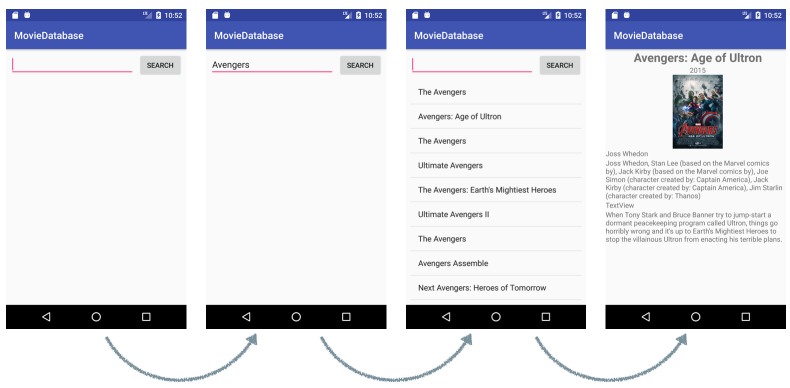 10:52
MovieDatabase
SEARCH
10:52
MovieDatabase
Avengers
SEARCH
10:52
MovieDatabase
SEARCH
The Avengers
Avengers: Age of Ultron
The Avengers
Ultimate Avengers
The Avengers: Earth's Mightiest Heroes
Ultimate Avengers II
The Avengers
Avengers Assemble
Next Avengers: Heroes of Tomorrow
10:52
MovieDatabase
Avengers: Age of Ultron
2015
Joss Whedon
Joss Whedon, Stan Lee (based on the Marvel comics
by), Jack Kirby (based on the Marvel comics by), Joe
Simon (character created by: Captain America), Jack
Kirby (character created by: Captain America), Jim Starlin
(character created by: Thanos)
TextView
When Tony Stark and Bruce Banner try to jump-start a
dormant peacekeeping program called Ultron, things go
horribly wrong and it's up to Earth's Mightiest Heroes to
stop the villainous Ultron from enacting his terrible plans.